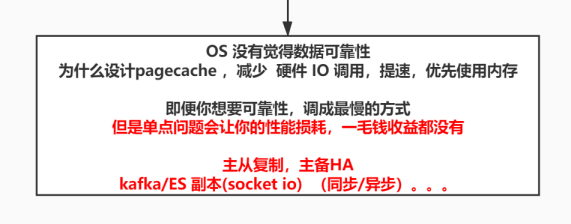 OS 没有觉得数据可靠性
为什么设计pagecache ，减少  硬件 IO 调用，提速，优先使用内存
即便你想要可靠性，调成最慢的方式
但是单点问题会让你的性能损耗，一毛钱收益都没有
主从复制，主备HA
kafka/ES 副本(socket io) （同步/异步）。。。